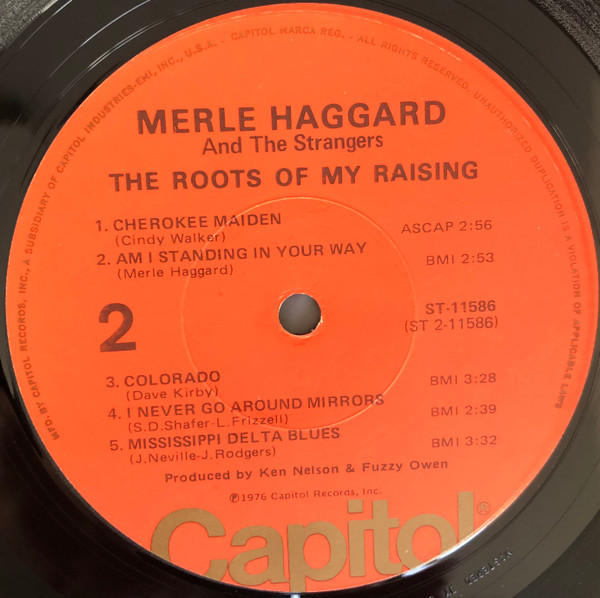 MFD. BY CAPITOL RECORDS, INC., A SUBSIDIARY OF CAPITOL INDUSTRIES-EMI, INC., U.S.A. · CAPITOL MARCA REG. · ALL RIGHTS RESERVED. UNAUTHORIZED DUPLICATION IS A VIOLATION OF APPLICABLE LAWS
MERLE HAGGARD
And The Strangers
THE ROOTS OF MY RAISING
1. CHEROKEE MAIDEN ASCAP 2:56
(Cindy Walker)
2. AM I STANDING IN YOUR WAY BMI 2:53
(Merle Haggard)
2
ST-11586
(ST 2-11586)
3. COLORADO BMI 3:28
(Dave Kirby)
4. I NEVER GO AROUND MIRRORS BMI 2:39
(S.D.Shafer-L.Frizzell)
5. MISSISSIPPI DELTA BLUES BMI 3:32
(J.Neville-J.Rodgers)
Produced by Ken Nelson & Fuzzy Owen
℗1976 Capitol Records, Inc.
Capitol®